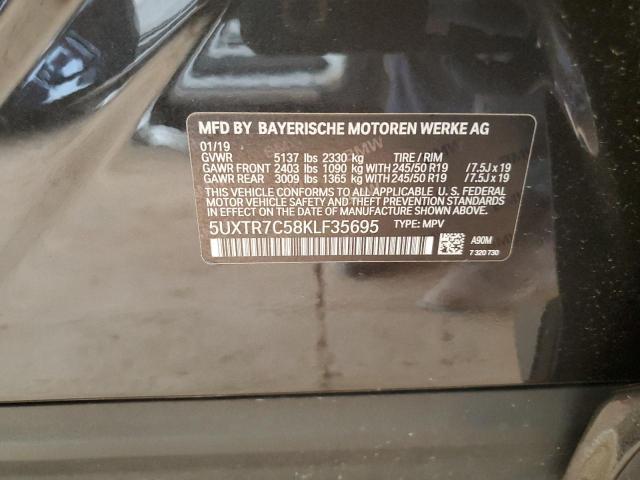 MFD BY BAYERISCHE MOTOREN WERKE AG
01/19
GVWR 5137 lbs 2330 kg TIRE / RIM
GAWR FRONT 2403 lbs 1090 kg WITH 245/50 R19 /7.5J x 19
GAWR REAR 3009 lbs 1365 kg WITH 245/50 R19 /7.5J x 19
THIS VEHICLE CONFORMS TO ALL APPLICABLE U. S. FEDERAL
MOTOR VEHICLE SAFETY STANDARDS IN EFFECT ON
THE DATE OF MANUFACTURE SHOWN ABOVE.
5UXTR7C58KLF35695 TYPE: MPV
A90M
7 320 730